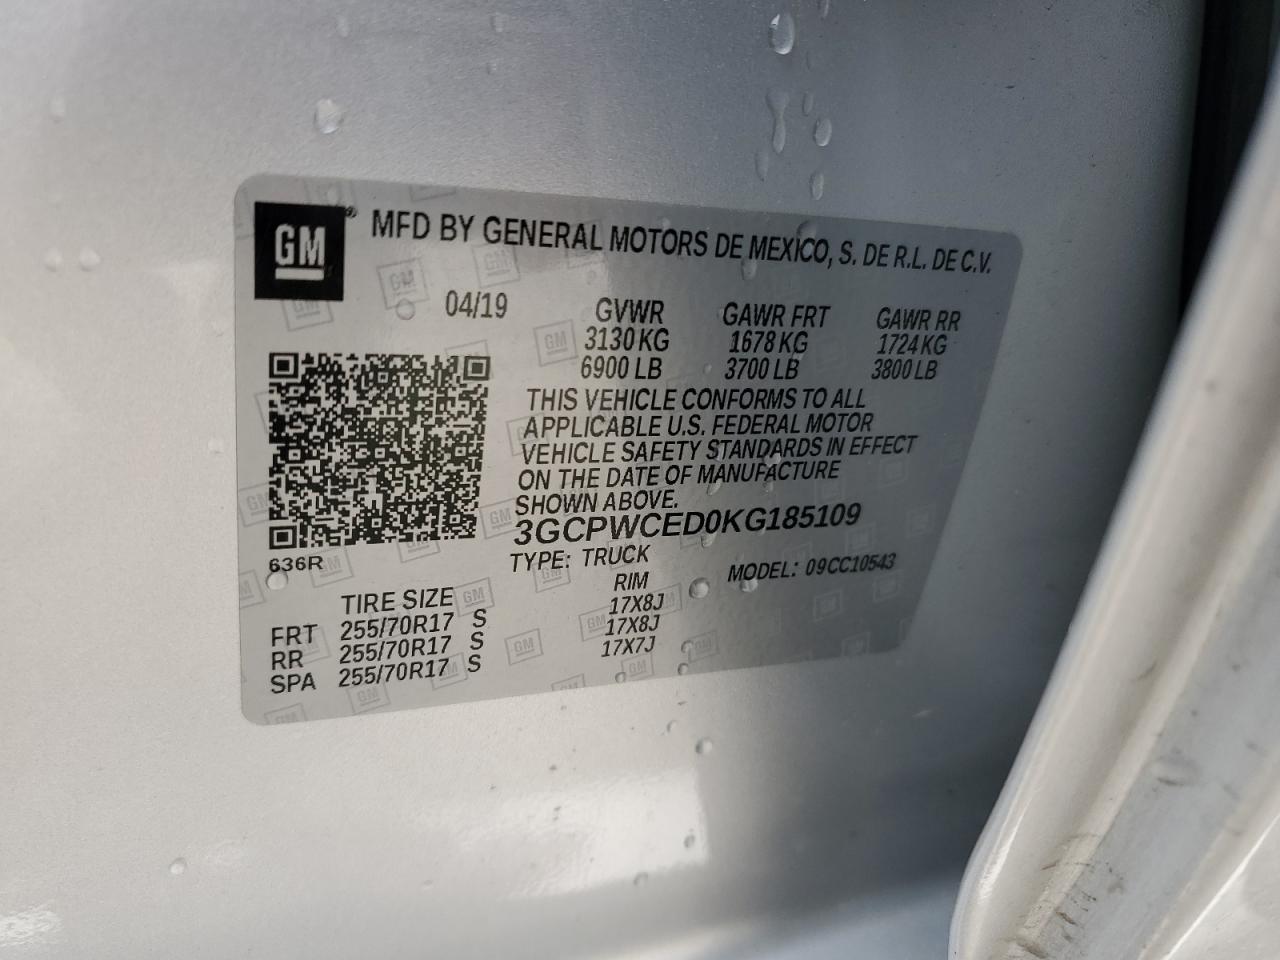 GM
MFD BY GENERAL MOTORS DE MEXICO, S. DE R.L. DE C.V.
04/19 GVWR GAWR FRT GAWR RR
3130 KG 1678 KG 1724 KG
6900 LB 3700 LB 3800 LB
THIS VEHICLE CONFORMS TO ALL
APPLICABLE U.S. FEDERAL MOTOR
VEHICLE SAFETY STANDARDS IN EFFECT
ON THE DATE OF MANUFACTURE
SHOWN ABOVE.
3GCPWCED0KG185109
636R TYPE: TRUCK MODEL: 09CC10543
TIRE SIZE RIM
FRT 255/70R17 S 17X8J
RR 255/70R17 S 17X8J
SPA 255/70R17 S 17X7J